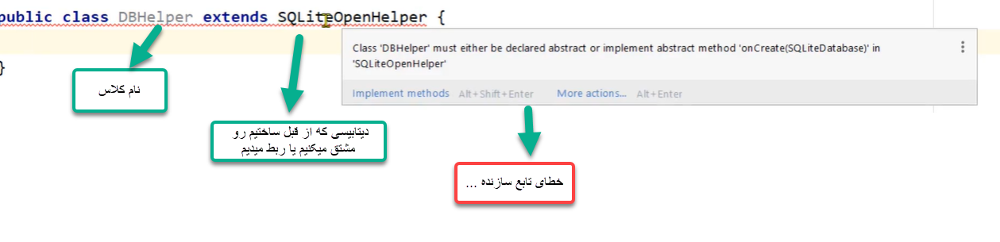 public class DBHelper extends SQLiteOpenHelper {
}
Class 'DBHelper' must either be declared abstract or implement abstract method 'onCreate(SQLiteDatabase)' in
'SQLiteOpenHelper'
Implement methods Alt+Shift+Enter More actions... Alt+Enter
نام کلاس
دیتابیسی که از قبل ساختیم رو
مشتق میکنیم یا ربط میدیم
خطای تابع سازنده ...